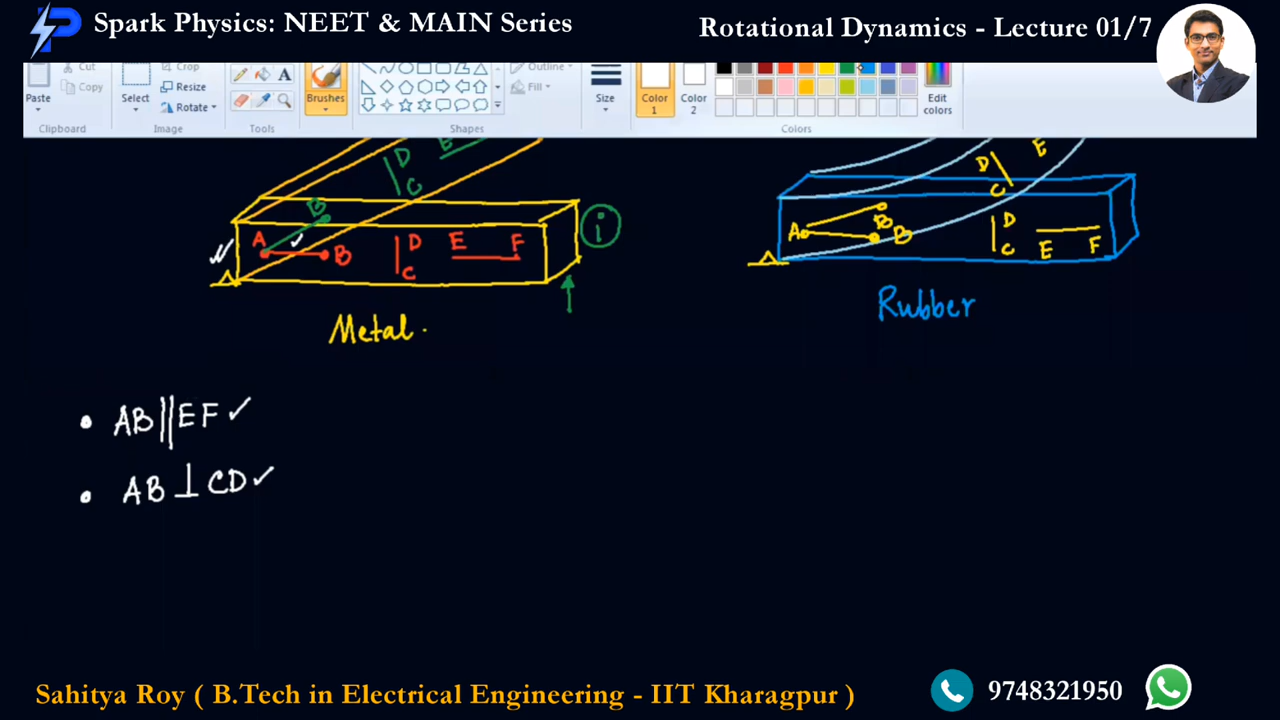 Spark Physics: NEET & MAIN Series
Rotational Dynamics - Lecture 01/7
Paste
Cut
Copy
Clipboard
Select
Crop
Resize
Rotate
Image
Tools
Brushes
Outline
Fill
Shapes
Size
Color 1
Color 2
Edit colors
Colors
D
C
E
B
A
B
D
C
E
F
i
Metal.
D
C
E
A
B
B
D
C
E
F
Rubber
• AB||EF ✓
• AB ⊥ CD ✓
Sahitya Roy ( B.Tech in Electrical Engineering - IIT Kharagpur )
9748321950